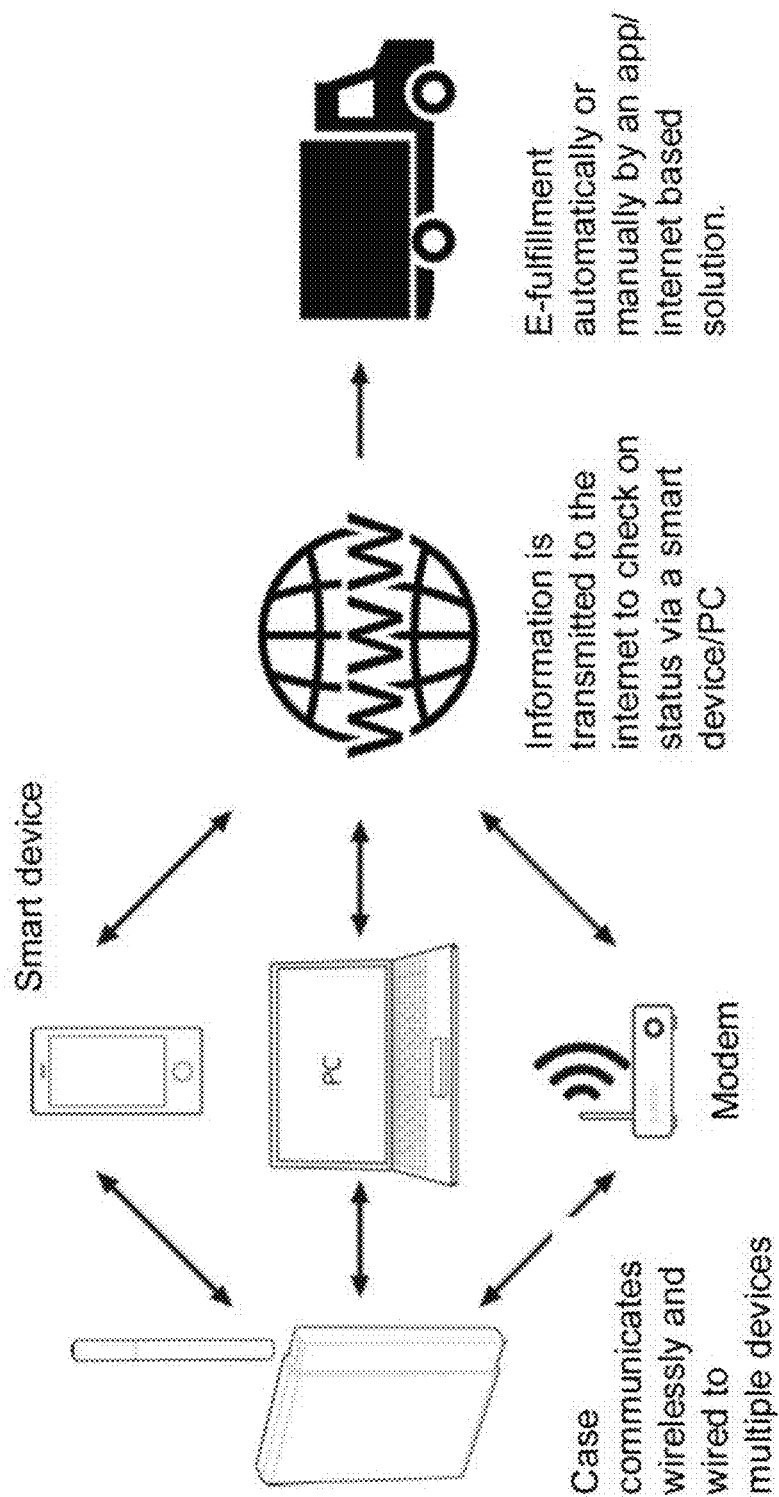 Smart device
PC
Modem
Case
communicates
wirelessly and
wired to
multiple devices
WWW
Information is
transmitted to the
internet to check on
status via a smart
device/PC
E-fulfillment
automatically or
manually by an app/
internet based
solution.